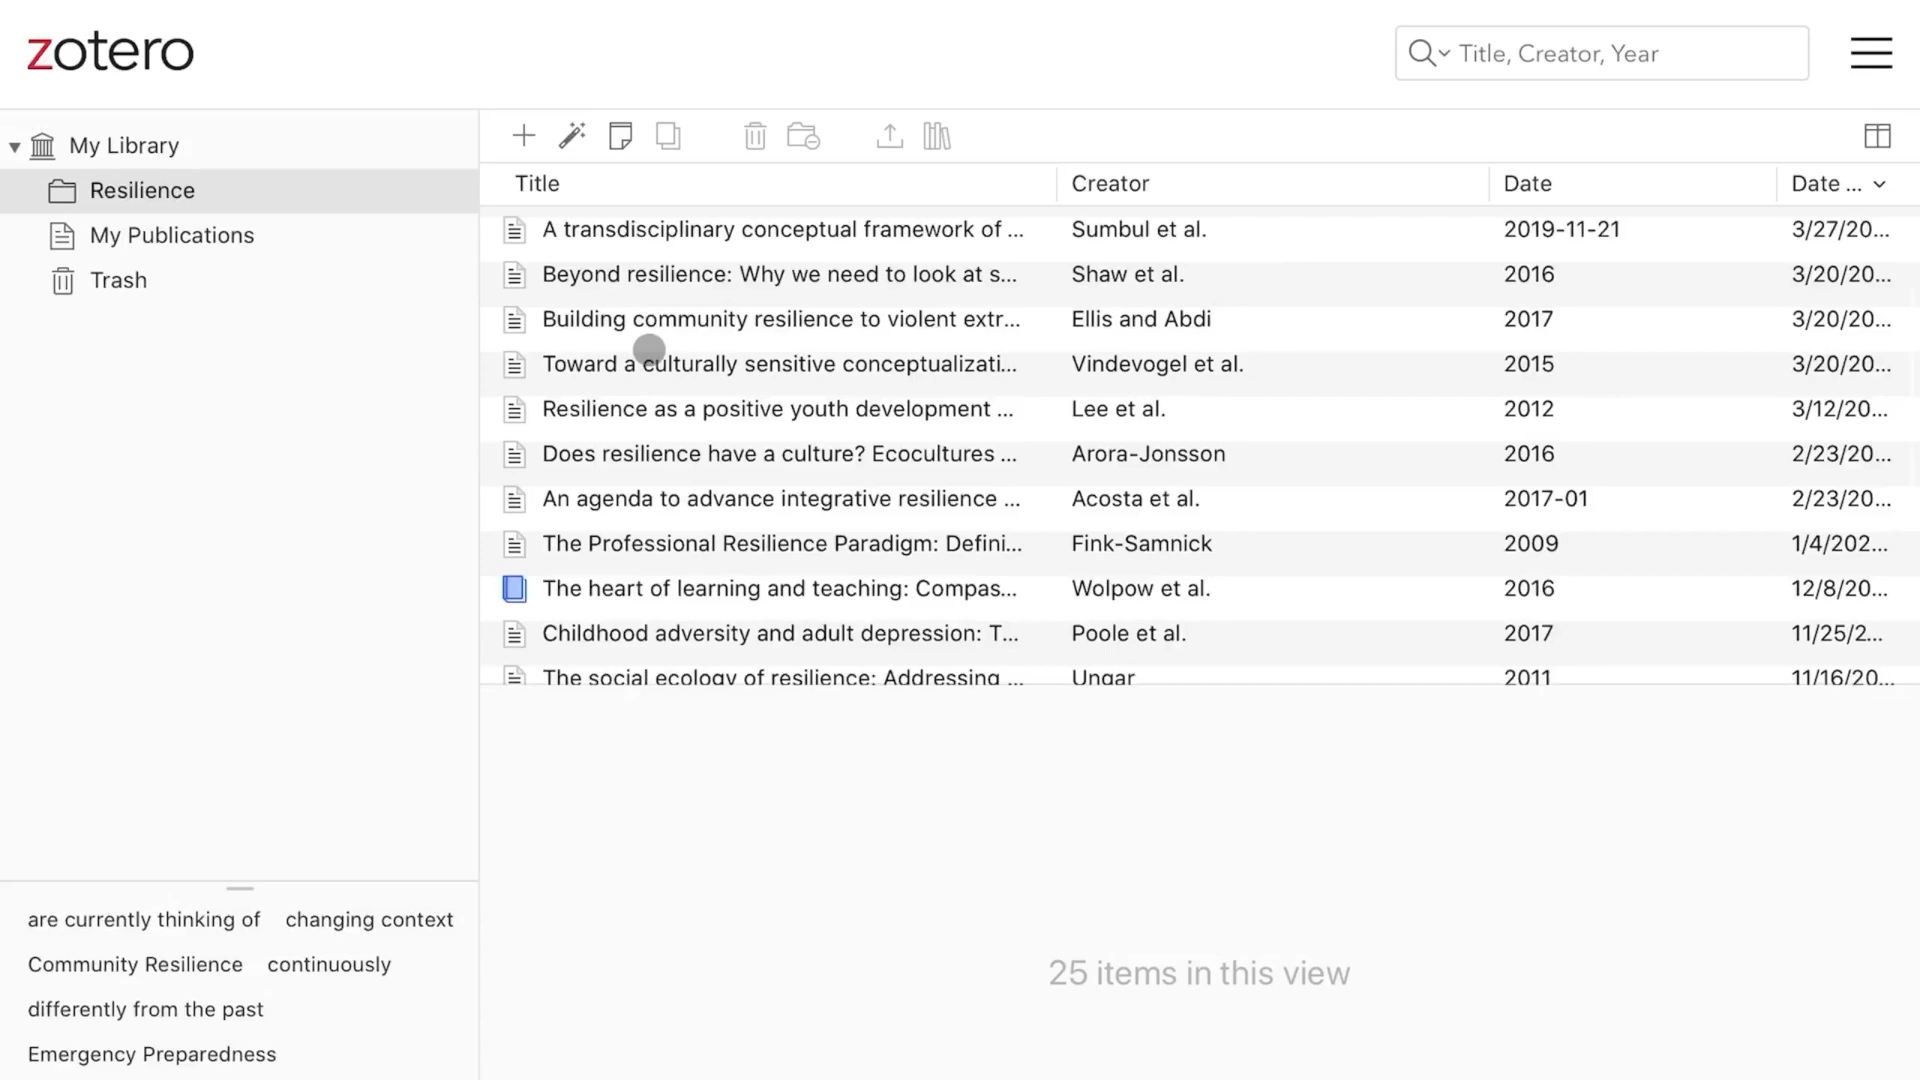 zotero
Title, Creator, Year
My Library
Resilience
My Publications
Trash
Title Creator Date Date ...
A transdisciplinary conceptual framework of ... Sumbul et al. 2019-11-21 3/27/20...
Beyond resilience: Why we need to look at s... Shaw et al. 2016 3/20/20...
Building community resilience to violent extr... Ellis and Abdi 2017 3/20/20...
Toward a culturally sensitive conceptualizati... Vindevogel et al. 2015 3/20/20...
Resilience as a positive youth development ... Lee et al. 2012 3/12/20...
Does resilience have a culture? Ecocultures ... Arora-Jonsson 2016 2/23/20...
An agenda to advance integrative resilience ... Acosta et al. 2017-01 2/23/20...
The Professional Resilience Paradigm: Defini... Fink-Samnick 2009 1/4/202...
The heart of learning and teaching: Compas... Wolpow et al. 2016 12/8/20...
Childhood adversity and adult depression: T... Poole et al. 2017 11/25/2...
The social ecology of resilience: Addressing ... Ungar 2011 11/16/20...
25 items in this view
are currently thinking of changing context
Community Resilience continuously
differently from the past
Emergency Preparedness